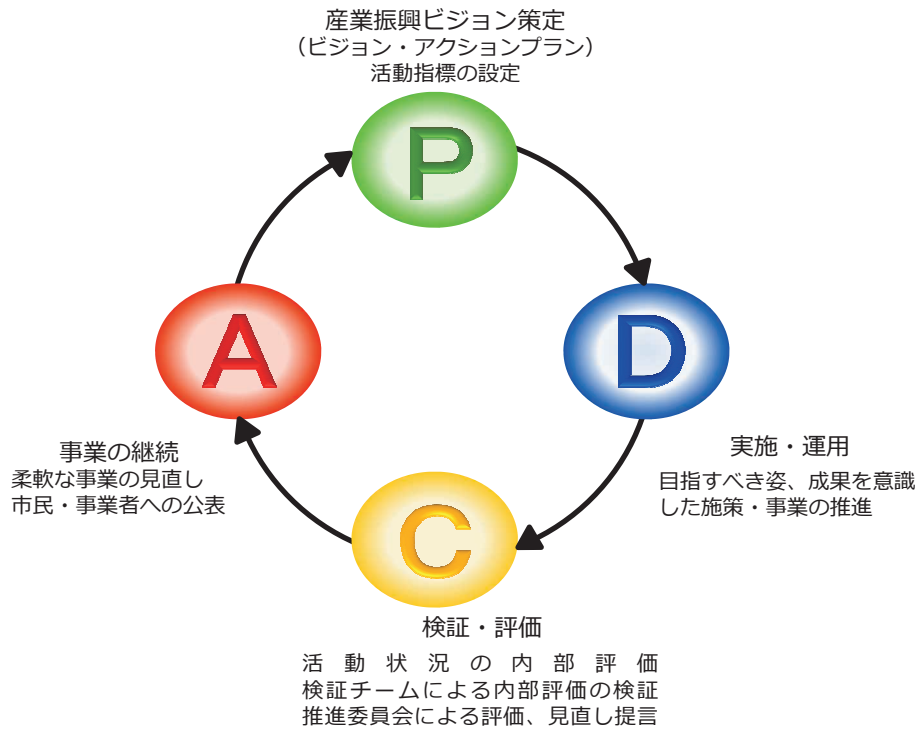 産業振興ビジョン策定
（ビジョン・アクションプラン）
活動指標の設定
P
D
実施・運用
目指すべき姿、成果を意識
した施策・事業の推進
C
検証・評価
活動状況の内部評価
検証チームによる内部評価の検証
推進委員会による評価、見直し提言
A
事業の継続
柔軟な事業の見直し
市民・事業者への公表